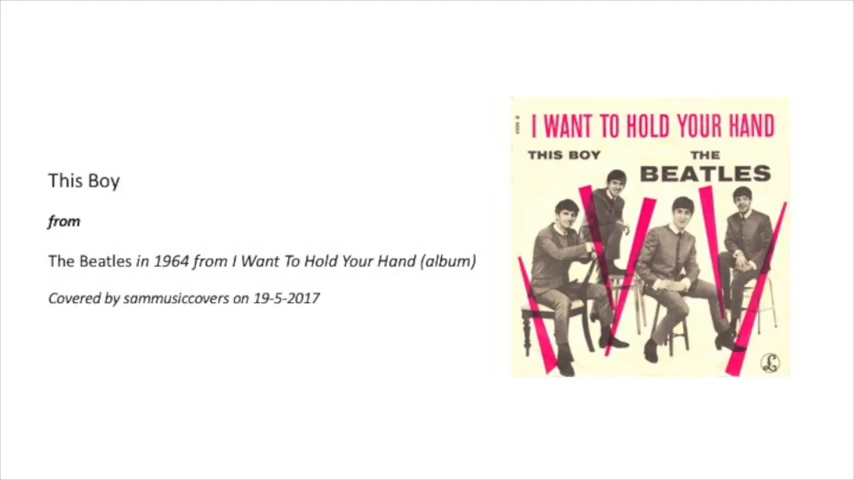 This Boy
from
The Beatles in 1964 from I Want To Hold Your Hand (album)
Covered by sammusiccovers on 19-5-2017
I WANT TO HOLD YOUR HAND
THIS BOY
THE
BEATLES